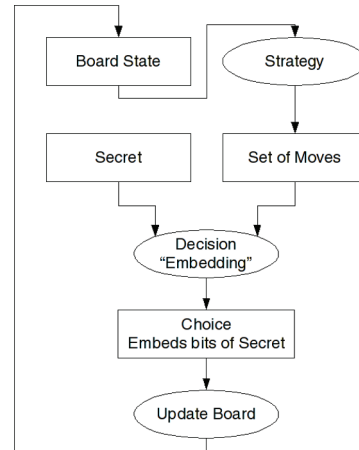 Board State
Strategy
Secret
Set of Moves
Decision
“Embedding”
Choice
Embeds bits of Secret
Update Board